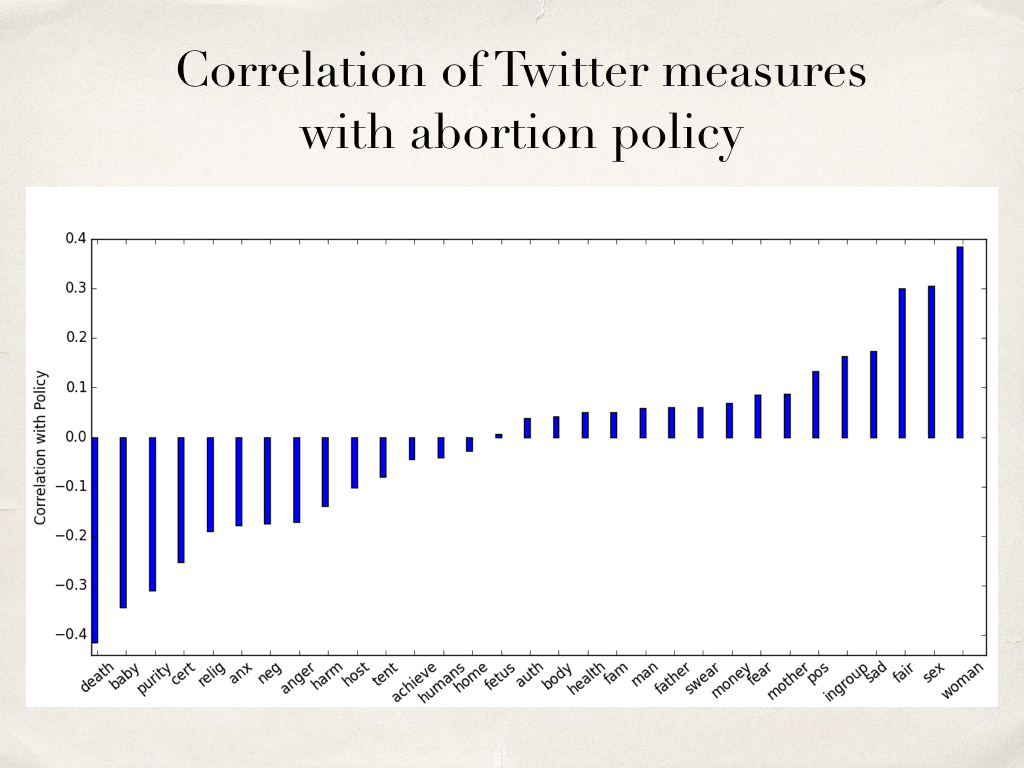 Correlation of Twitter measures
with abortion policy
Correlation with Policy
0.4
0.3
0.2
0.1
0.0
−0.1
−0.2
−0.3
−0.4
death
baby
purity
cert
relig
anx
neg
anger
harm
host
tent
achieve
humans
home
fetus
auth
body
health
fam
man
father
swear
money
fear
mother
pos
ingroup
sad
fair
sex
woman